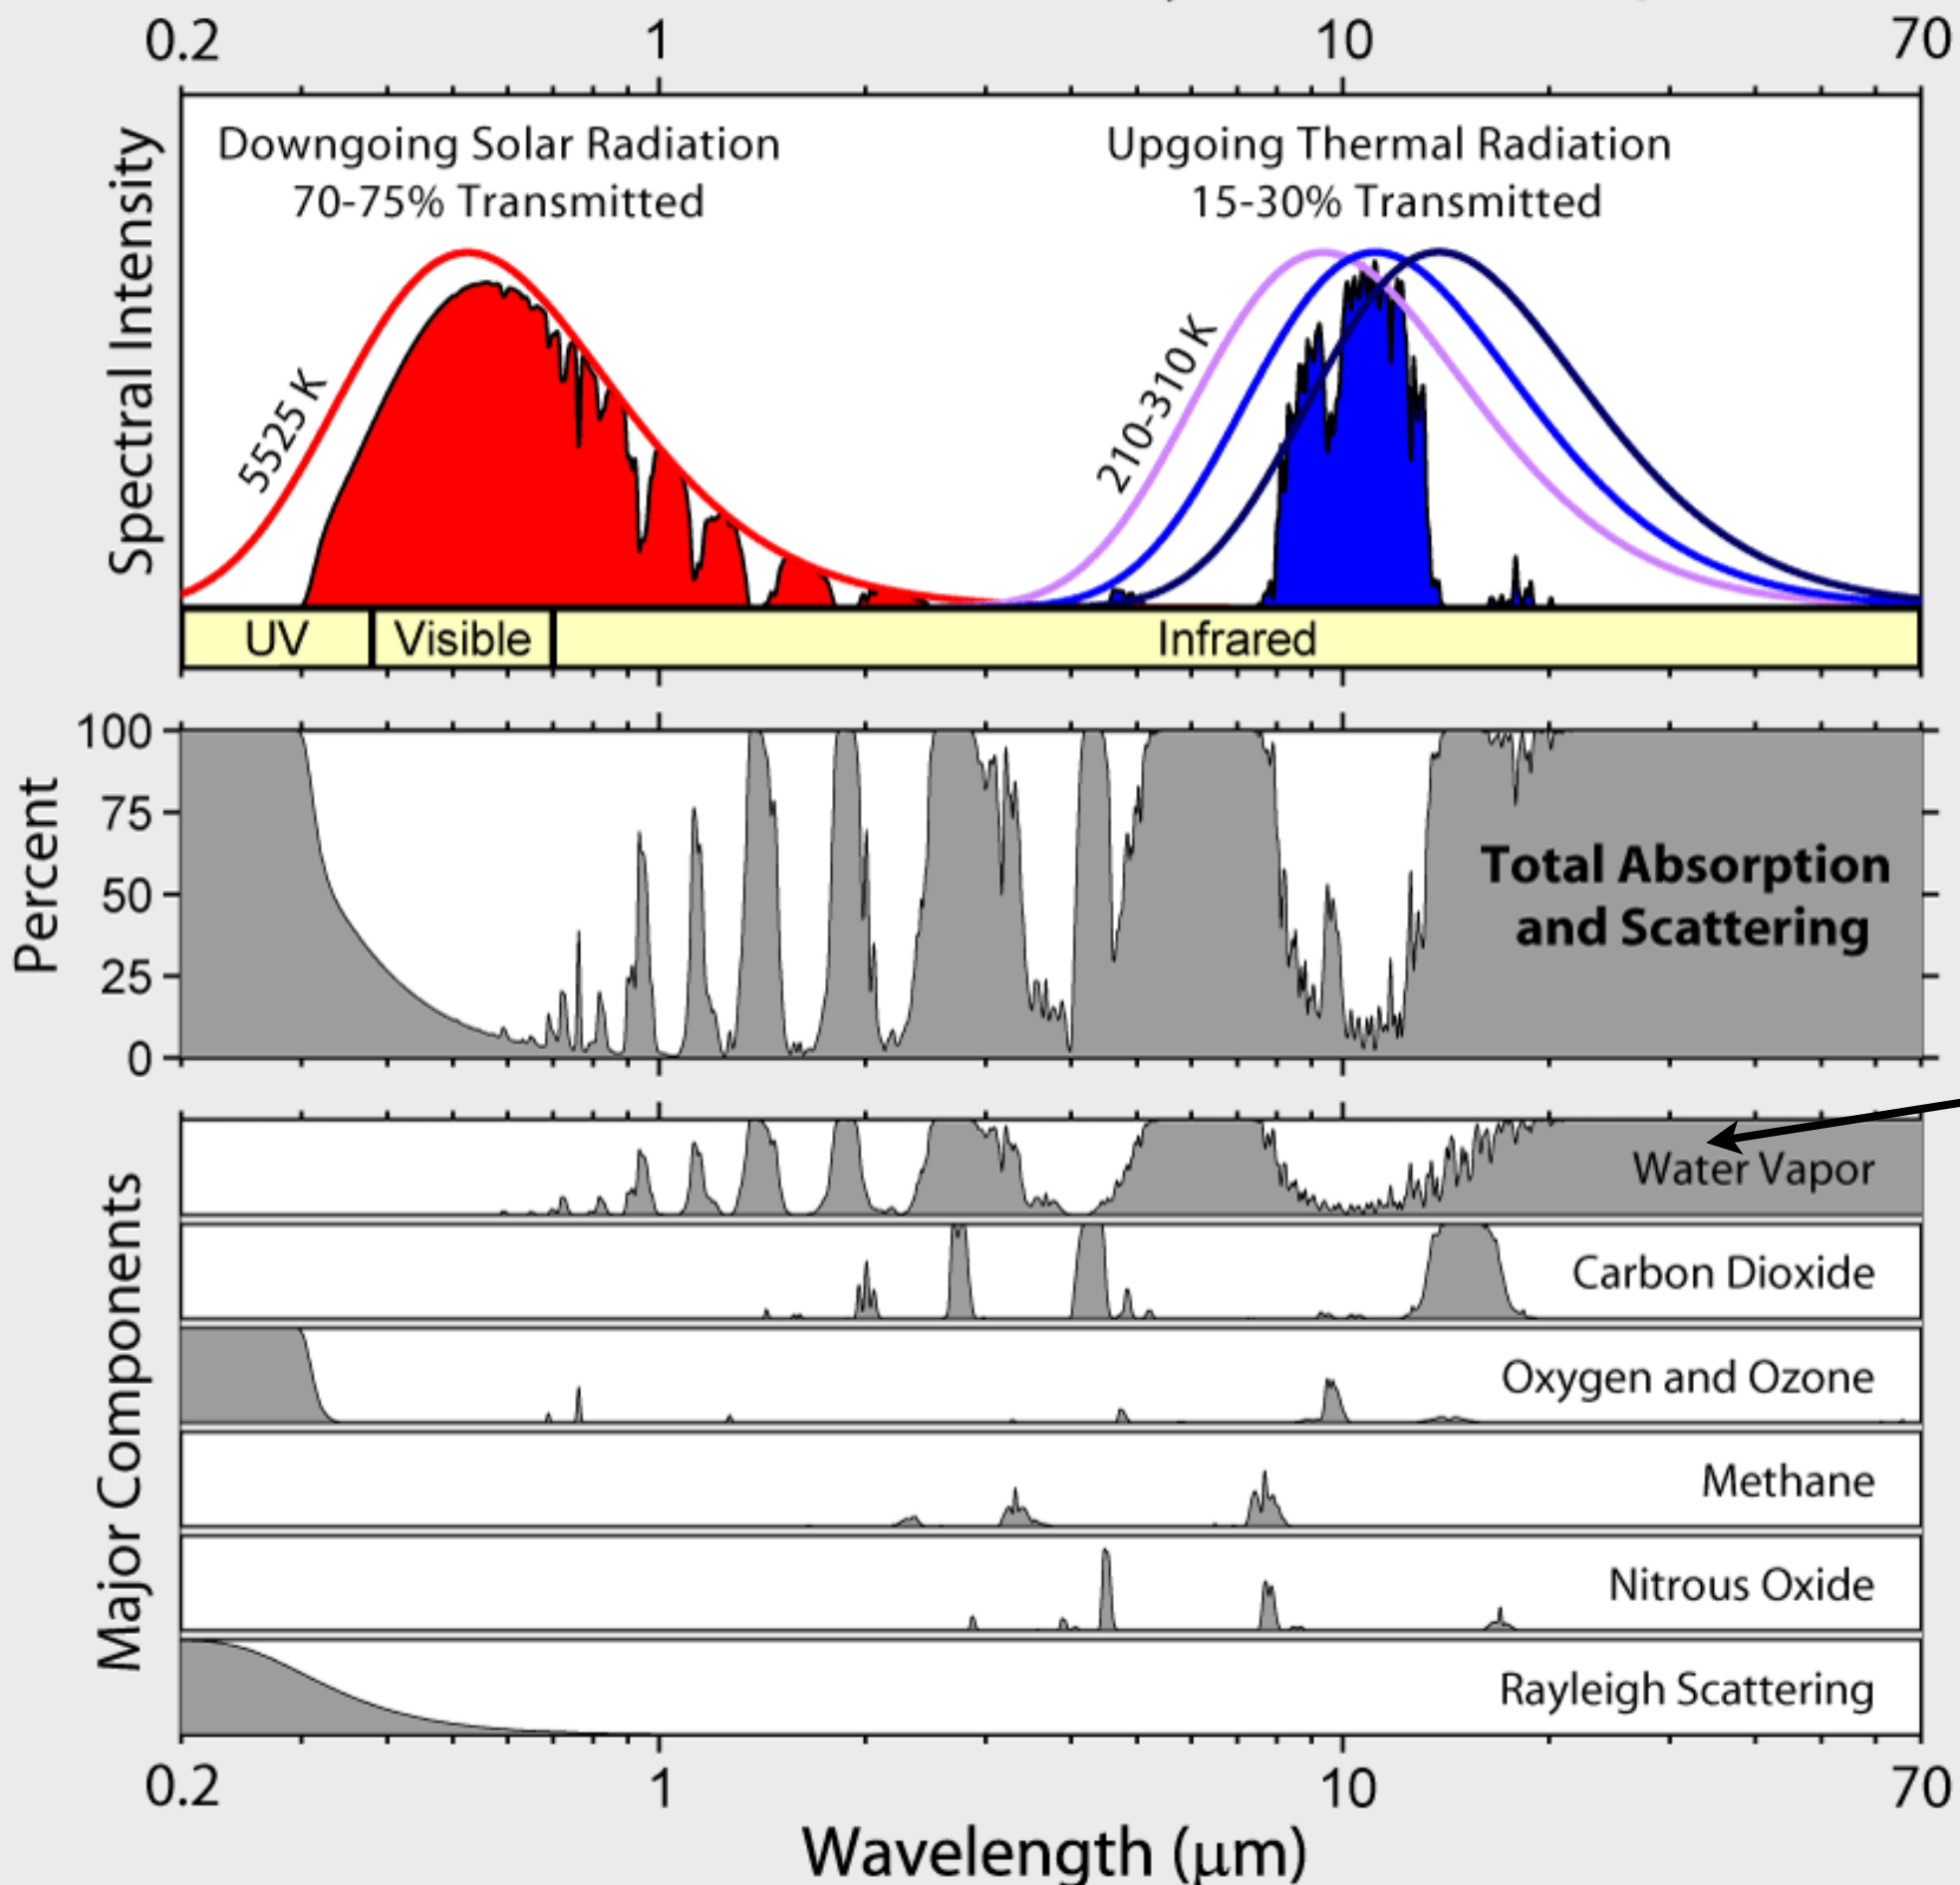 0.2 1 10 70
Downgoing Solar Radiation
70-75% Transmitted
Upgoing Thermal Radiation
15-30% Transmitted
Spectral Intensity
5525 K
210-310 K
UV Visible Infrared
Percent
100
75
50
25
0
Total Absorption
and Scattering
Major Components
Water Vapor
Carbon Dioxide
Oxygen and Ozone
Methane
Nitrous Oxide
Rayleigh Scattering
0.2 1 10 70
Wavelength (μm)